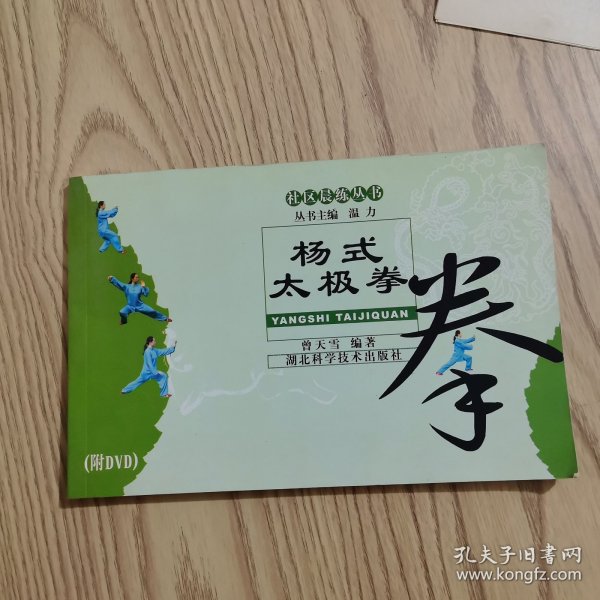 社区晨练丛书
丛书主编 温力
杨式
太极拳
YANGSHI TAIJIQUAN
曾天雪 编著
湖北科学技术出版社
拳
(附DVD)
孔夫子旧书网
www.kongfz.com